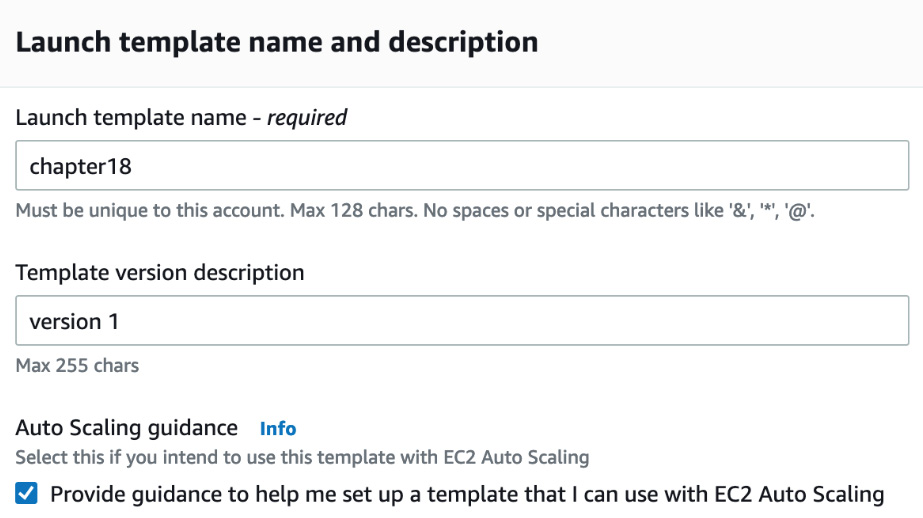 Launch template name and description
Launch template name - required
chapter18
Must be unique to this account. Max 128 chars. No spaces or special characters like '&', '*', '@'.
Template version description
version 1
Max 255 chars
Auto Scaling guidance Info
Select this if you intend to use this template with EC2 Auto Scaling
Provide guidance to help me set up a template that I can use with EC2 Auto Scaling